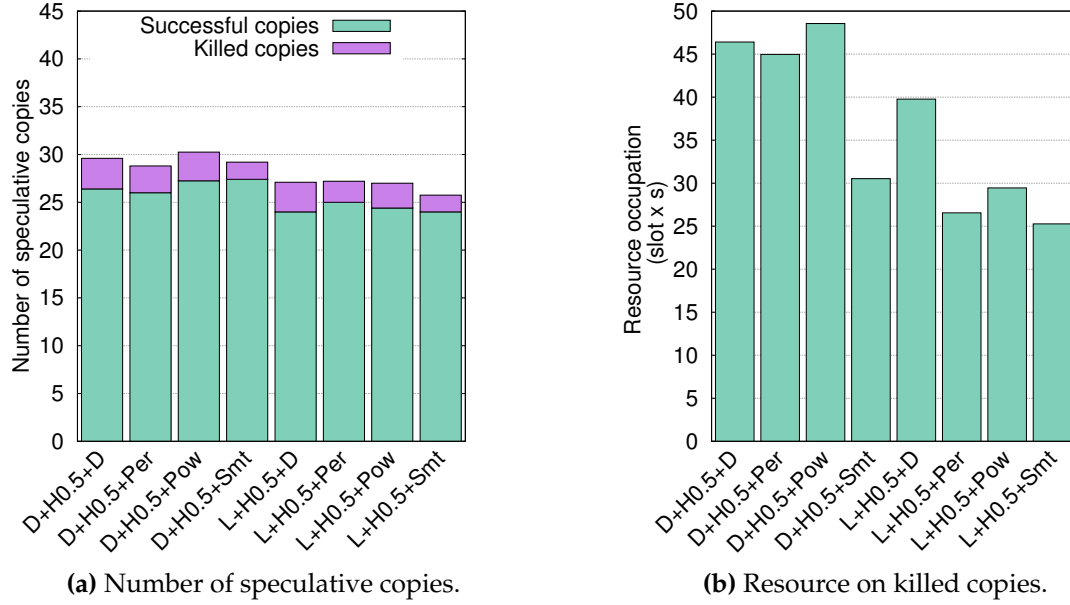 Successful copies
Killed copies
Number of speculative copies
45
40
35
30
25
20
15
10
5
0
D+H0.5+D
D+H0.5+Per
D+H0.5+Pow
D+H0.5+Smt
L+H0.5+D
L+H0.5+Per
L+H0.5+Pow
L+H0.5+Smt
(a) Number of speculative copies.
Resource occupation
(slot x s)
50
45
40
35
30
25
20
15
10
5
0
D+H0.5+D
D+H0.5+Per
D+H0.5+Pow
D+H0.5+Smt
L+H0.5+D
L+H0.5+Per
L+H0.5+Pow
L+H0.5+Smt
(b) Resource on killed copies.